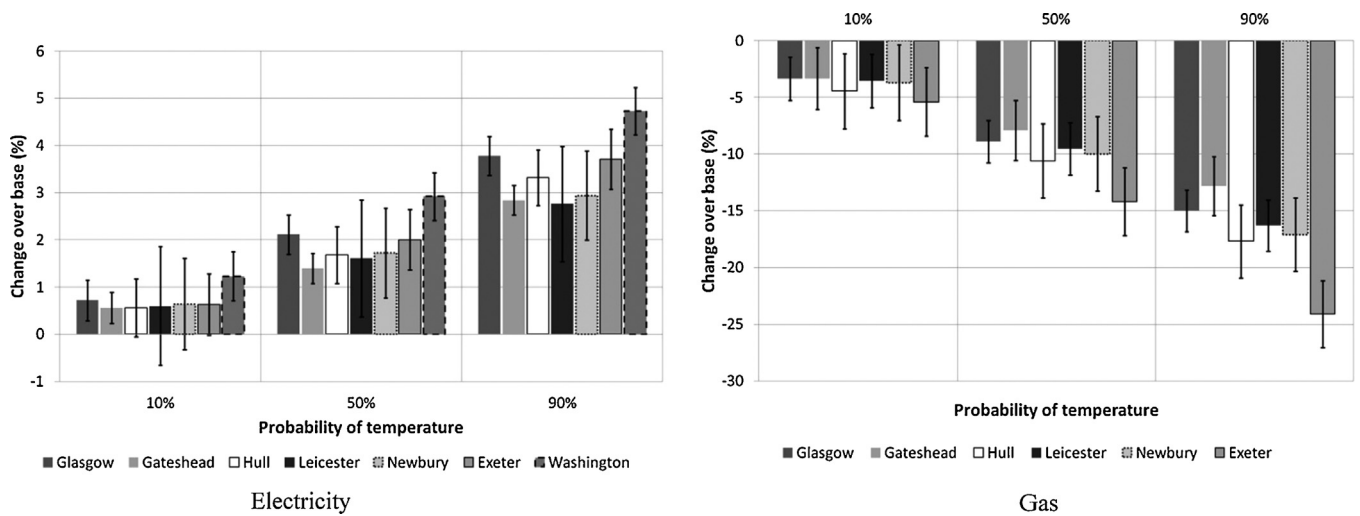 6
5
4
3
2
1
0
-1
Change over base (%)
10% 50% 90%
Probability of temperature
Glasgow Gateshead Hull Leicester Newbury Exeter Washington
Electricity
10% 50% 90%
0
-5
-10
-15
-20
-25
-30
Change over base (%)
Probability of temperature
Glasgow Gateshead Hull Leicester Newbury Exeter
Gas